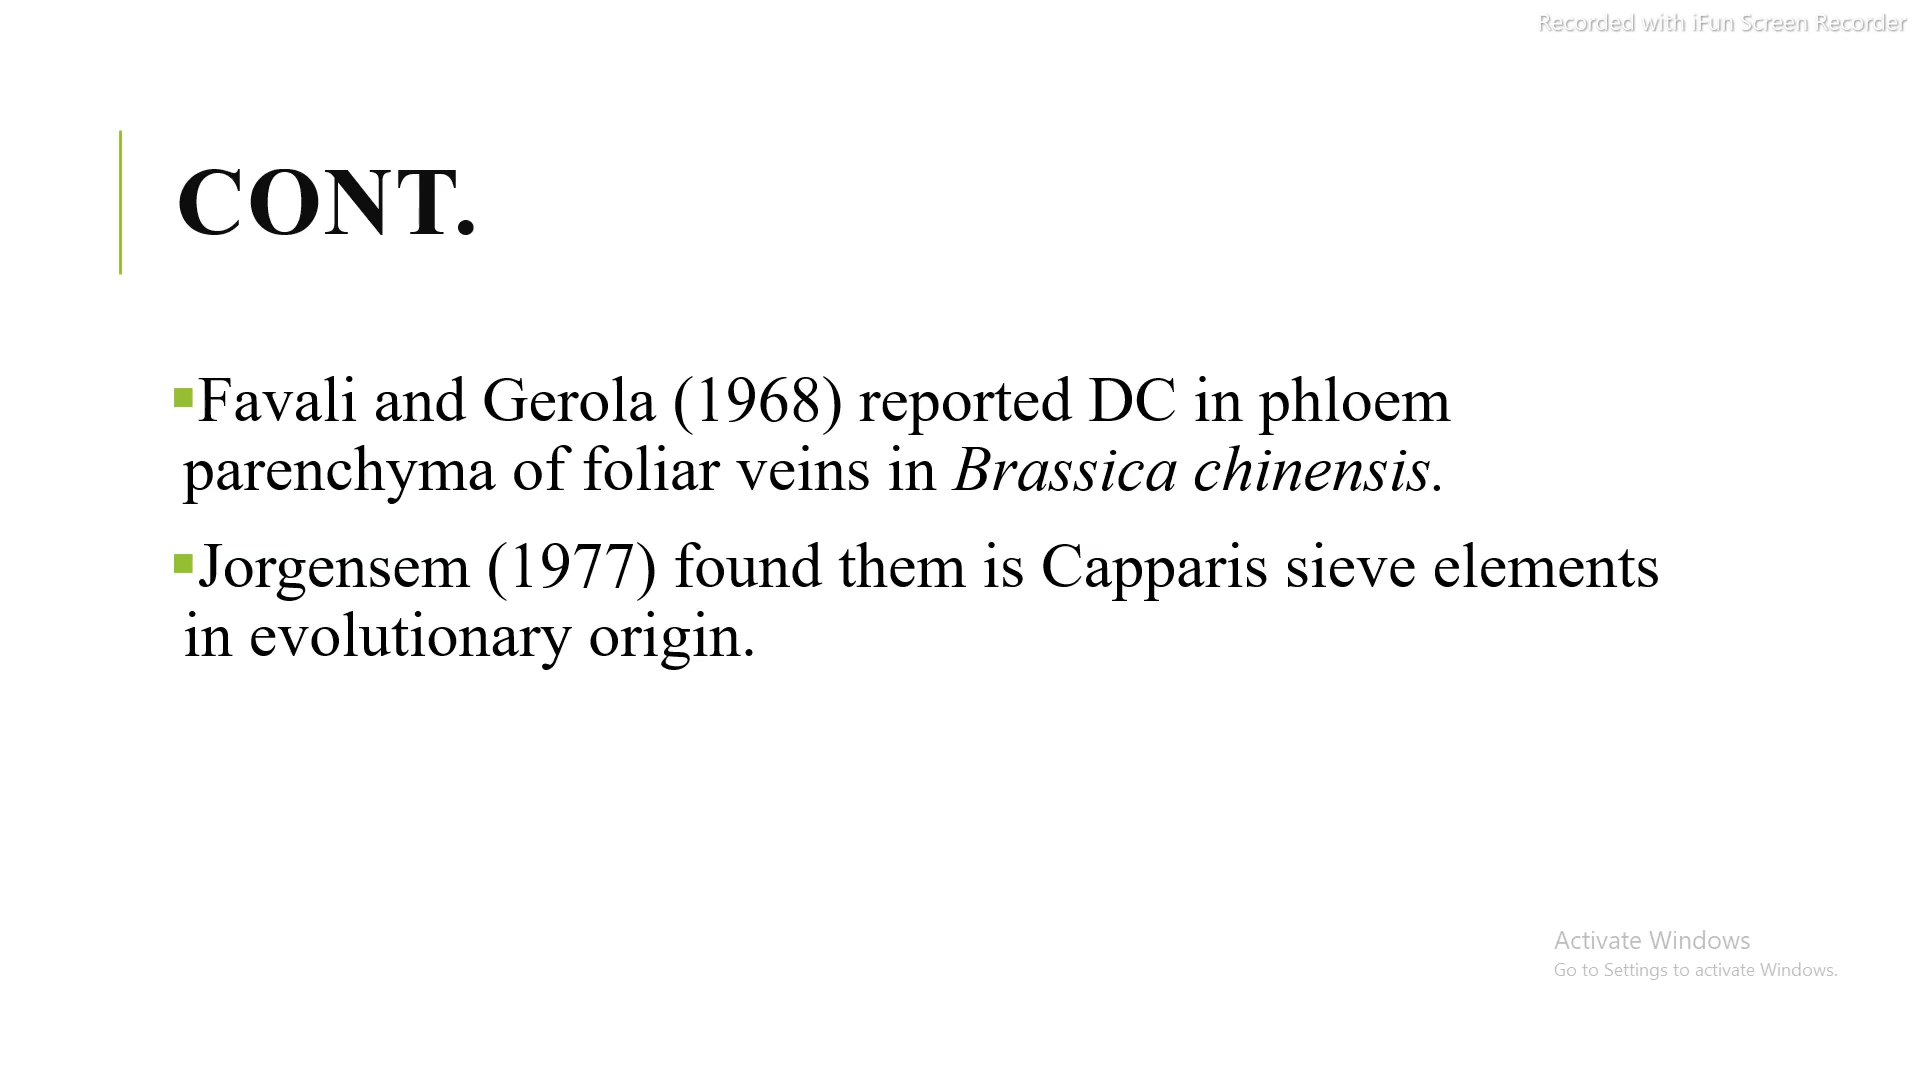 Recorded with iFun Screen Recorder
CONT.
▪Favali and Gerola (1968) reported DC in phloem
parenchyma of foliar veins in Brassica chinensis.
▪Jorgensem (1977) found them is Capparis sieve elements
in evolutionary origin.
Activate Windows
Go to Settings to activate Windows.